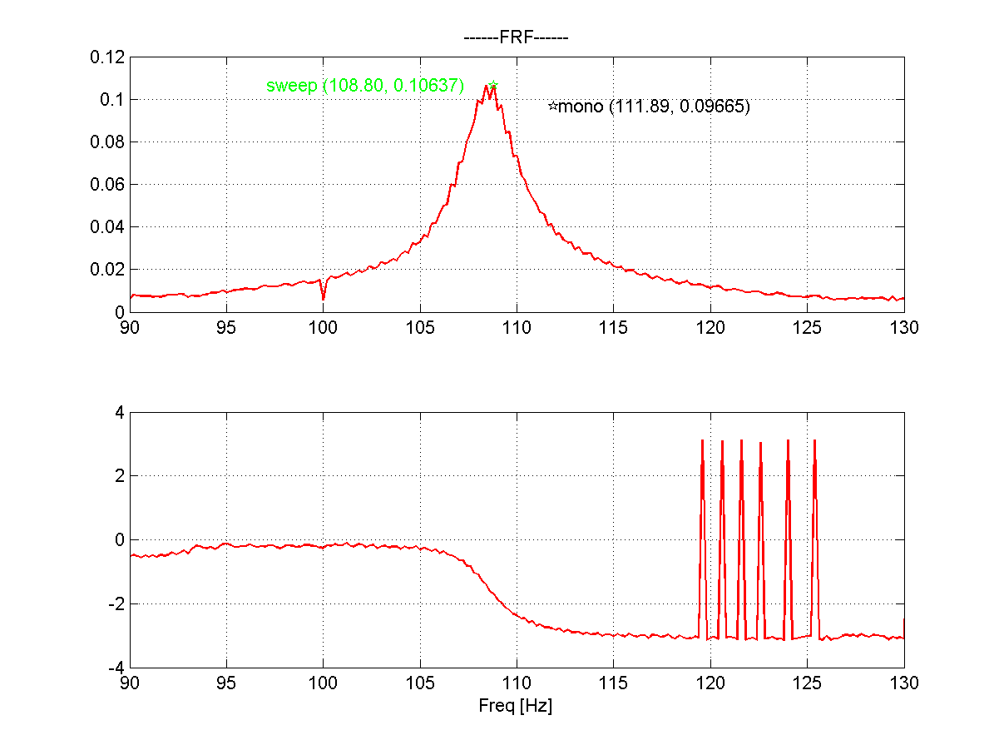 ------FRF------
0.12
sweep (108.80, 0.10637)
☆mono (111.89, 0.09665)
0.1
0.08
0.06
0.04
0.02
0
90 95 100 105 110 115 120 125 130
4
2
0
-2
-4
90 95 100 105 110 115 120 125 130
Freq [Hz]